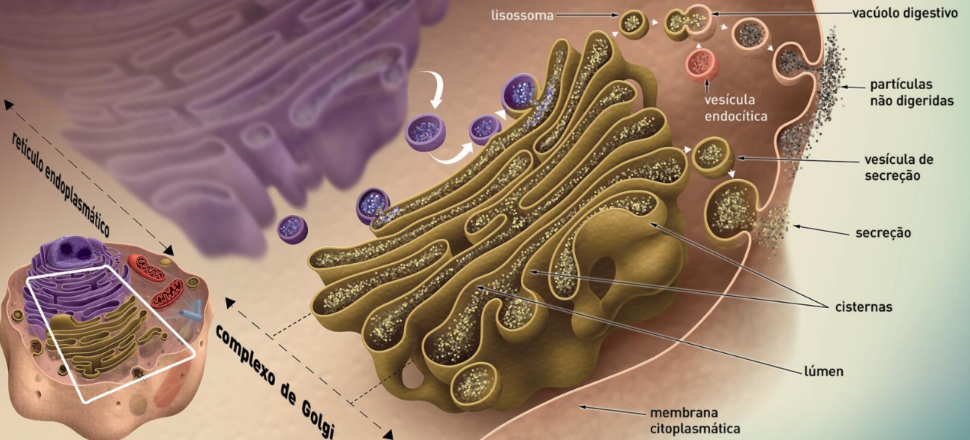 lisossoma
vacúolo digestivo
partículas
não digeridas
vesícula
endocítica
vesícula de
secreção
secreção
retículo endoplasmático
cisternas
complexo de Golgi
lúmen
membrana
citoplasmática